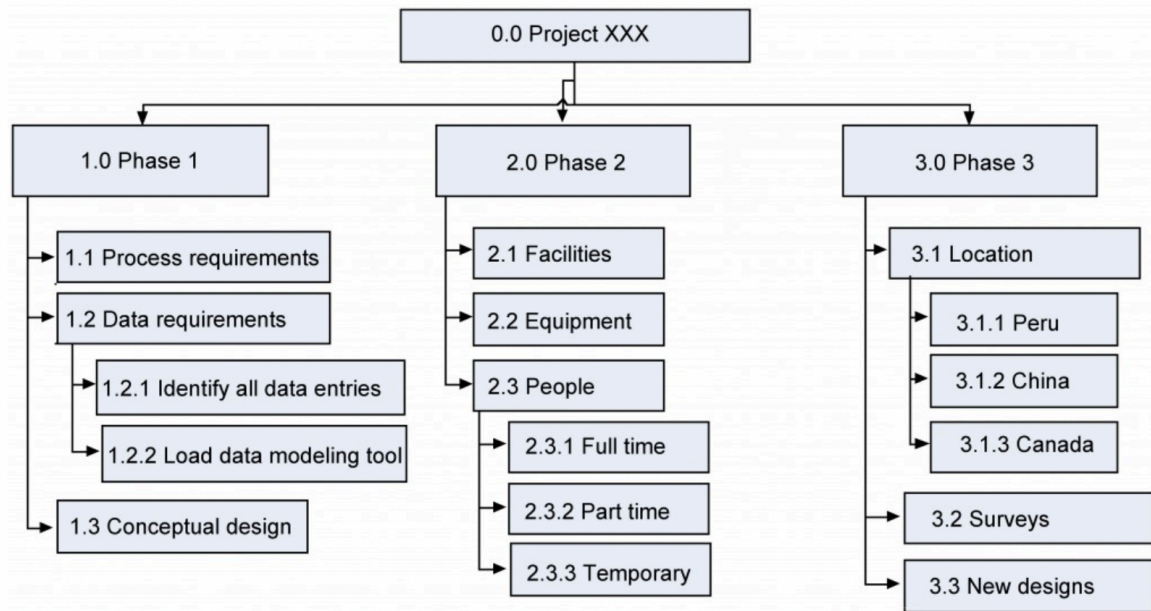 0.0 Project XXX
1.0 Phase 1
1.1 Process requirements
1.2 Data requirements
1.2.1 Identify all data entries
1.2.2 Load data modeling tool
1.3 Conceptual design
2.0 Phase 2
2.1 Facilities
2.2 Equipment
2.3 People
2.3.1 Full time
2.3.2 Part time
2.3.3 Temporary
3.0 Phase 3
3.1 Location
3.1.1 Peru
3.1.2 China
3.1.3 Canada
3.2 Surveys
3.3 New designs